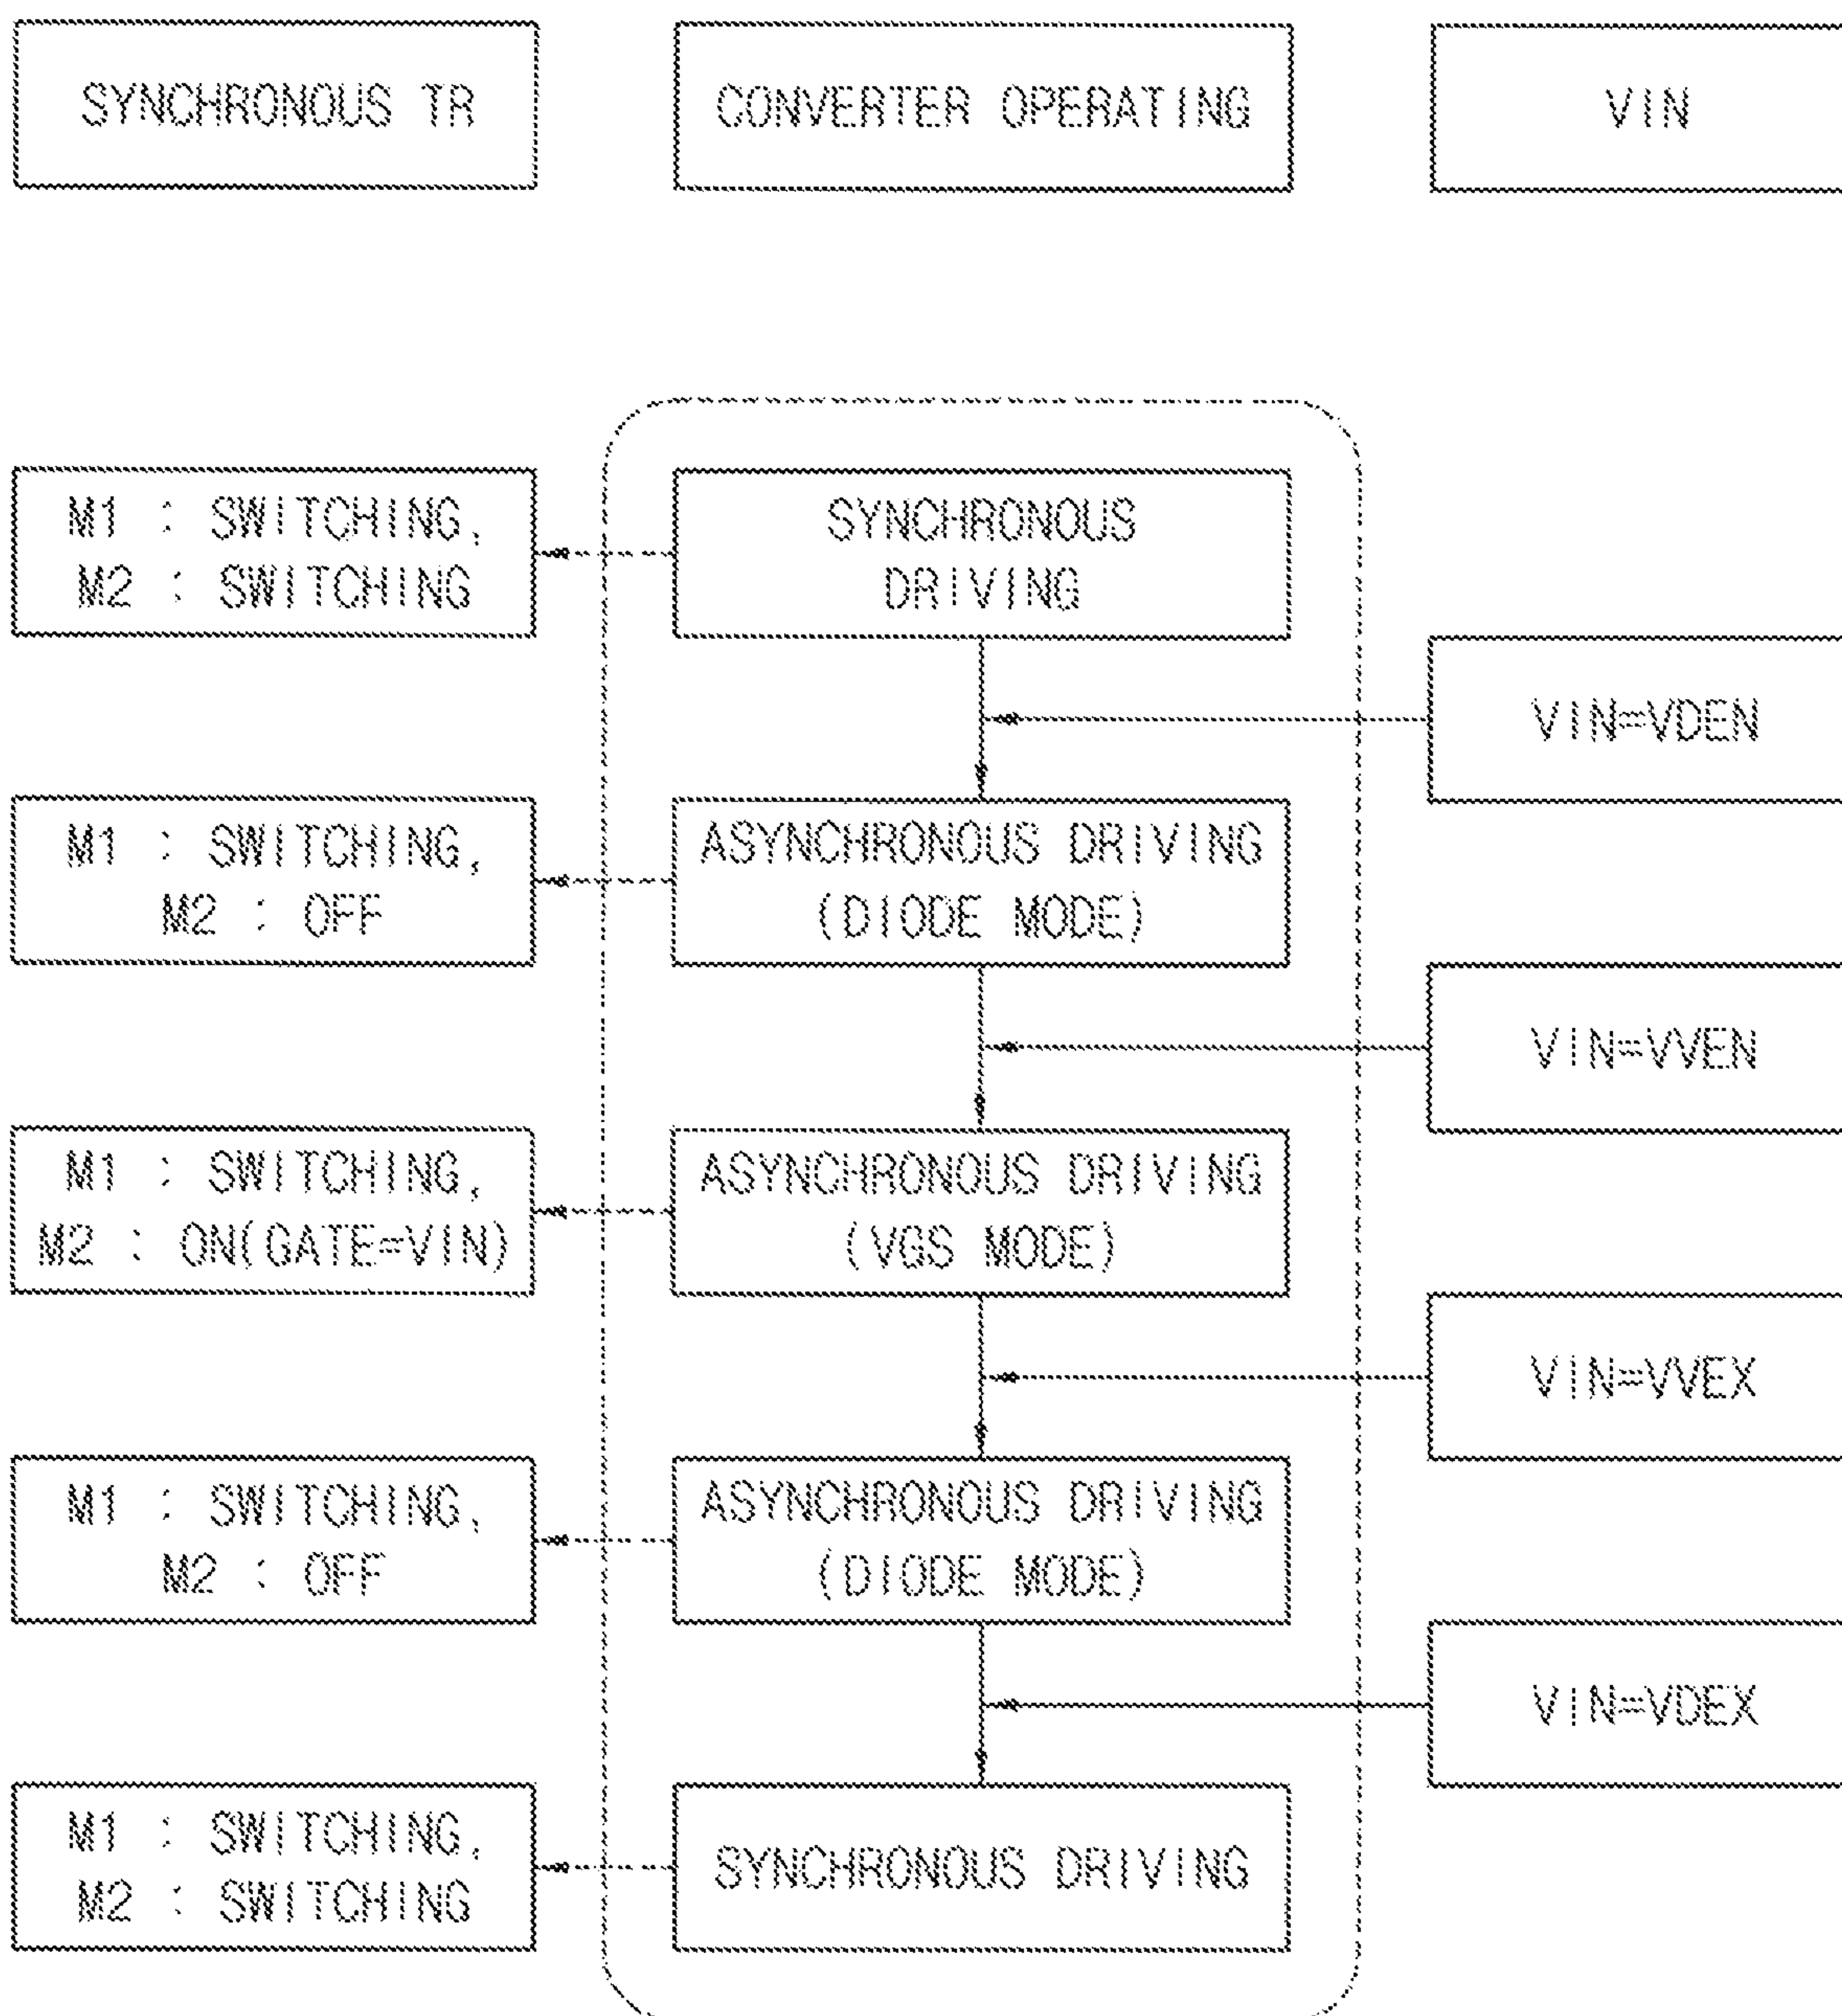 SYNCHRONOUS TR
CONVERTER OPERATING
VIN
M1 : SWITCHING,
M2 : SWITCHING
SYNCHRONOUS
DRIVING
VIN=VDEN
M1 : SWITCHING,
M2 : OFF
ASYNCHRONOUS DRIVING
(DIODE MODE)
VIN=VVEN
M1 : SWITCHING,
M2 : ON(GATE=VIN)
ASYNCHRONOUS DRIVING
(VGS MODE)
VIN=VVEX
M1 : SWITCHING,
M2 : OFF
ASYNCHRONOUS DRIVING
(DIODE MODE)
VIN=VDEX
M1 : SWITCHING,
M2 : SWITCHING
SYNCHRONOUS DRIVING